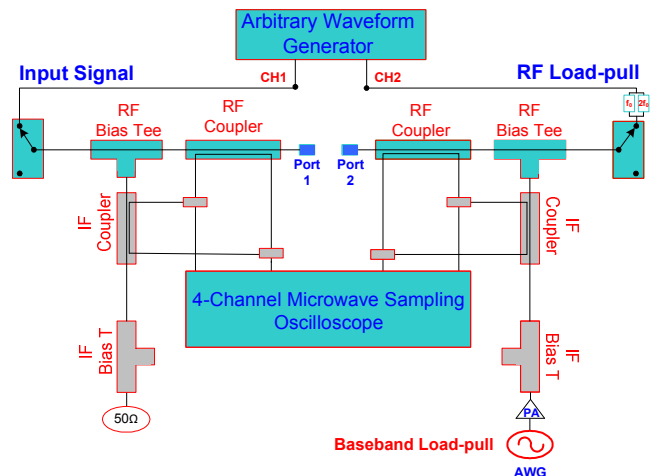 Arbitrary Waveform
Generator
Input Signal
CH1
CH2
RF Load-pull
f₀
2f₀
RF
Bias Tee
RF
Coupler
RF
Coupler
RF
Bias Tee
Port
1
Port
2
IF
Coupler
IF
Coupler
4-Channel Microwave Sampling
Oscilloscope
IF
Bias T
IF
Bias T
50Ω
PA
Baseband Load-pull
AWG